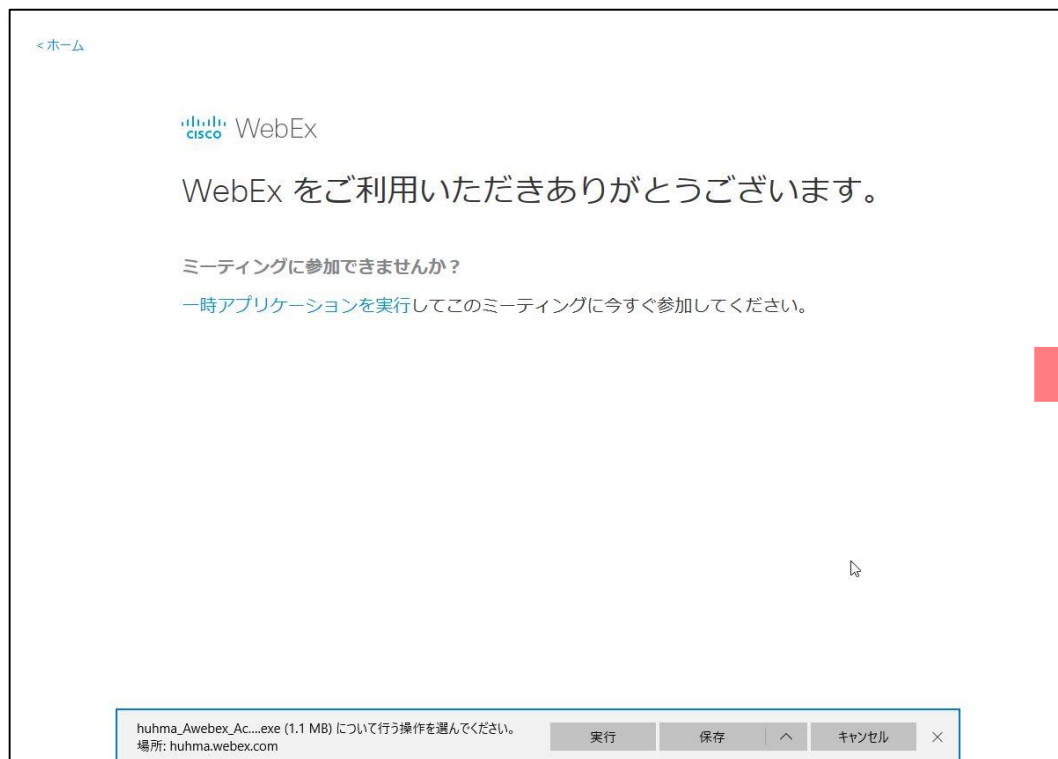 < ホーム
CISCO WebEx
WebEx をご利用いただきありがとうございます。
ミーティングに参加できませんか？
一時アプリケーションを実行してこのミーティングに今すぐ参加してください。
huhma_Awebex_Ac....exe (1.1 MB) について行う操作を選んでください。
場所: huhma.webex.com
実行 保存 キャンセル